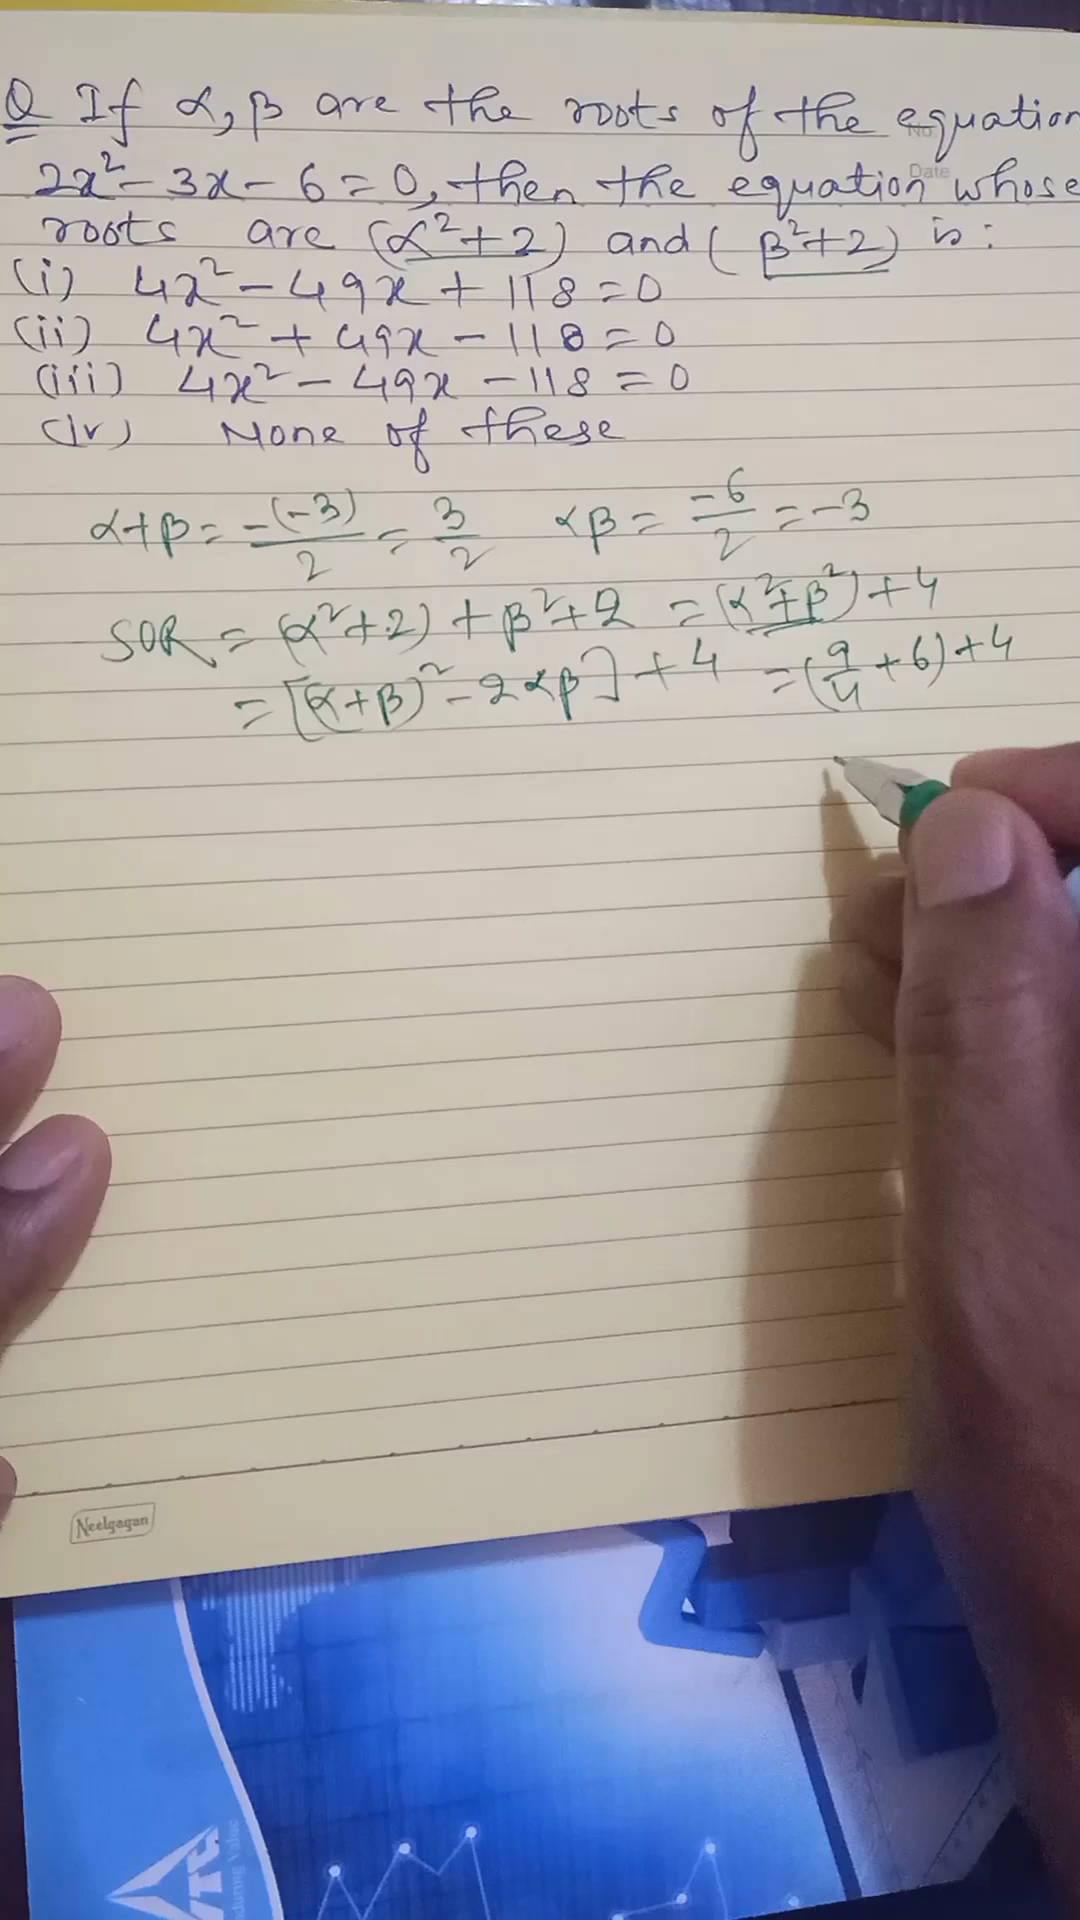 Q If α, β are the roots of the equation
No.
2x² - 3x - 6 = 0, then the equation whose
Date
roots are (α² + 2) and (β² + 2) is:
(i) 4x² - 49x + 118 = 0
(ii) 4x² + 49x - 118 = 0
(iii) 4x² - 49x - 118 = 0
(iv) None of these
α+β = -(-3)/2 = 3/2 αβ = -6/2 = -3
SOR = (α²+2) + β²+2 = (α²+β²)+4
= [(α+β)² - 2αβ] + 4 = (9/4 + 6) + 4
Neelgagan